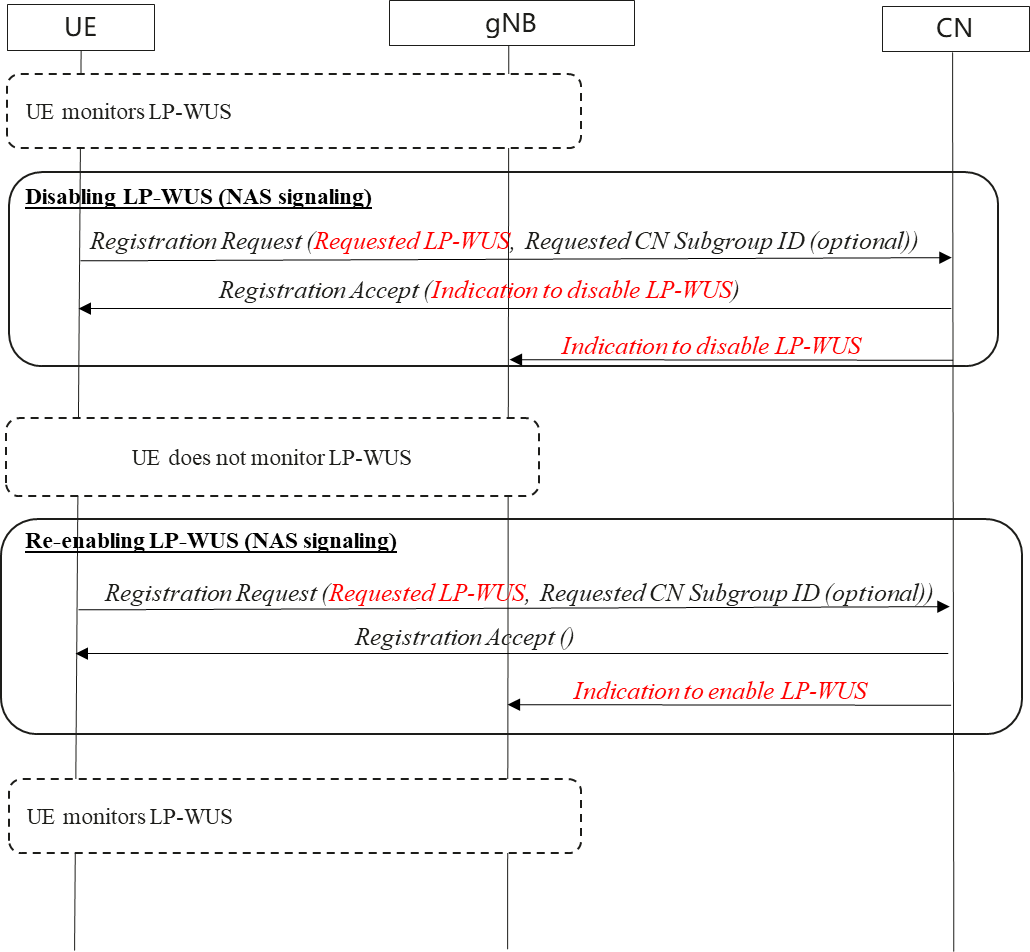 UE
gNB
CN
UE monitors LP-WUS
Disabling LP-WUS (NAS signaling)
Registration Request (Requested LP-WUS, Requested CN Subgroup ID (optional))
Registration Accept (Indication to disable LP-WUS)
Indication to disable LP-WUS
UE does not monitor LP-WUS
Re-enabling LP-WUS (NAS signaling)
Registration Request (Requested LP-WUS, Requested CN Subgroup ID (optional))
Registration Accept ()
Indication to enable LP-WUS
UE monitors LP-WUS